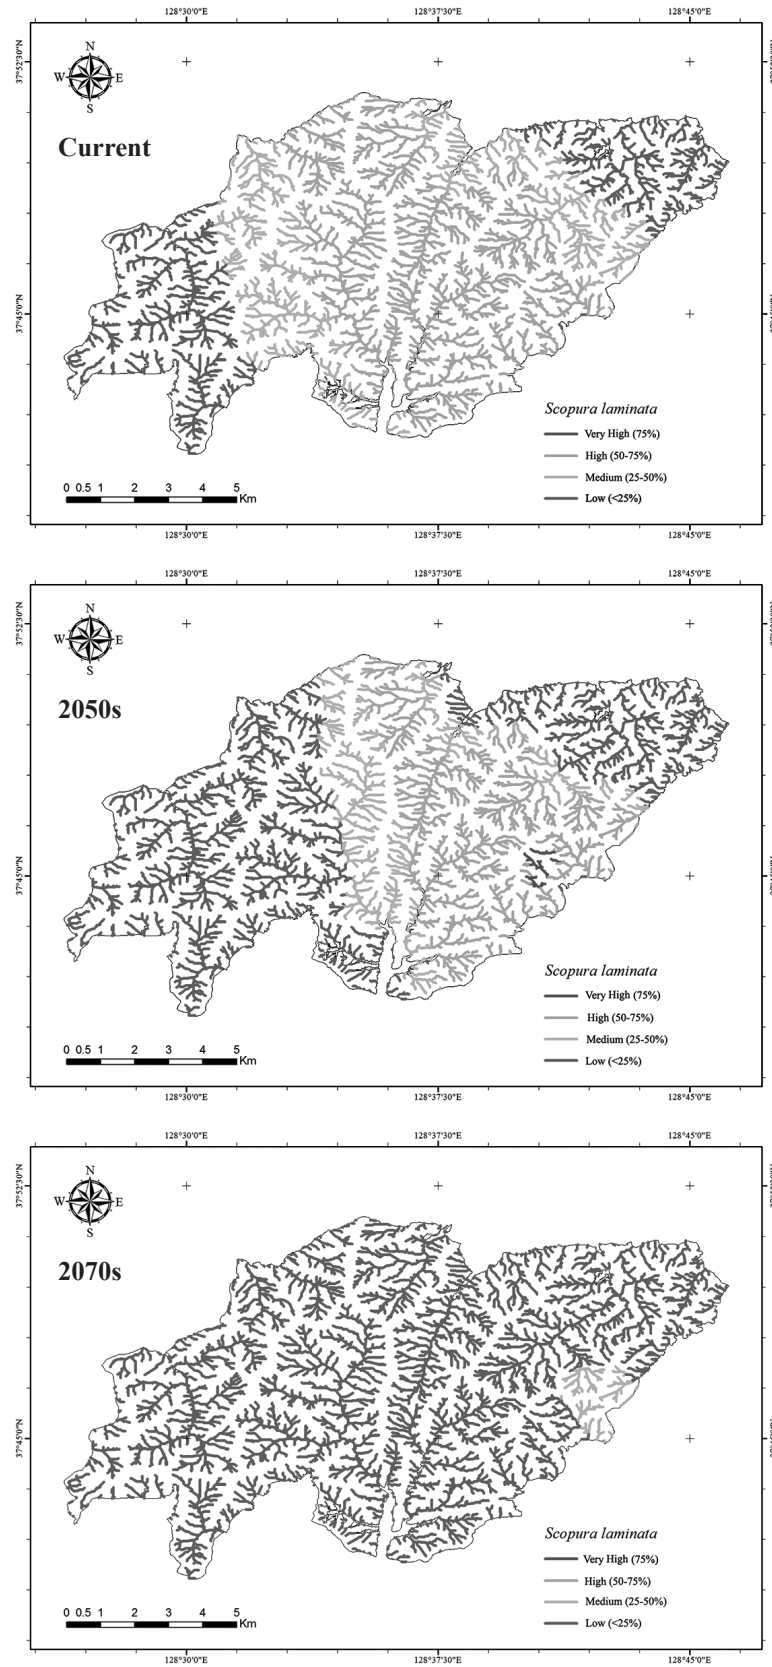 128°30'0"E 128°37'30"E 128°45'0"E
37°52'30"N
N
W E
S
Current
37°45'0"N
Scopura laminata
Very High (75%)
High (50-75%)
Medium (25-50%)
Low (<25%)
0 0.5 1 2 3 4 5
Km
128°30'0"E 128°37'30"E 128°45'0"E
128°30'0"E 128°37'30"E 128°45'0"E
37°52'30"N
N
W E
S
2050s
37°45'0"N
Scopura laminata
Very High (75%)
High (50-75%)
Medium (25-50%)
Low (<25%)
0 0.5 1 2 3 4 5
Km
128°30'0"E 128°37'30"E 128°45'0"E
128°30'0"E 128°37'30"E 128°45'0"E
37°52'30"N
N
W E
S
2070s
37°45'0"N
Scopura laminata
Very High (75%)
High (50-75%)
Medium (25-50%)
Low (<25%)
0 0.5 1 2 3 4 5
Km
128°30'0"E 128°37'30"E 128°45'0"E